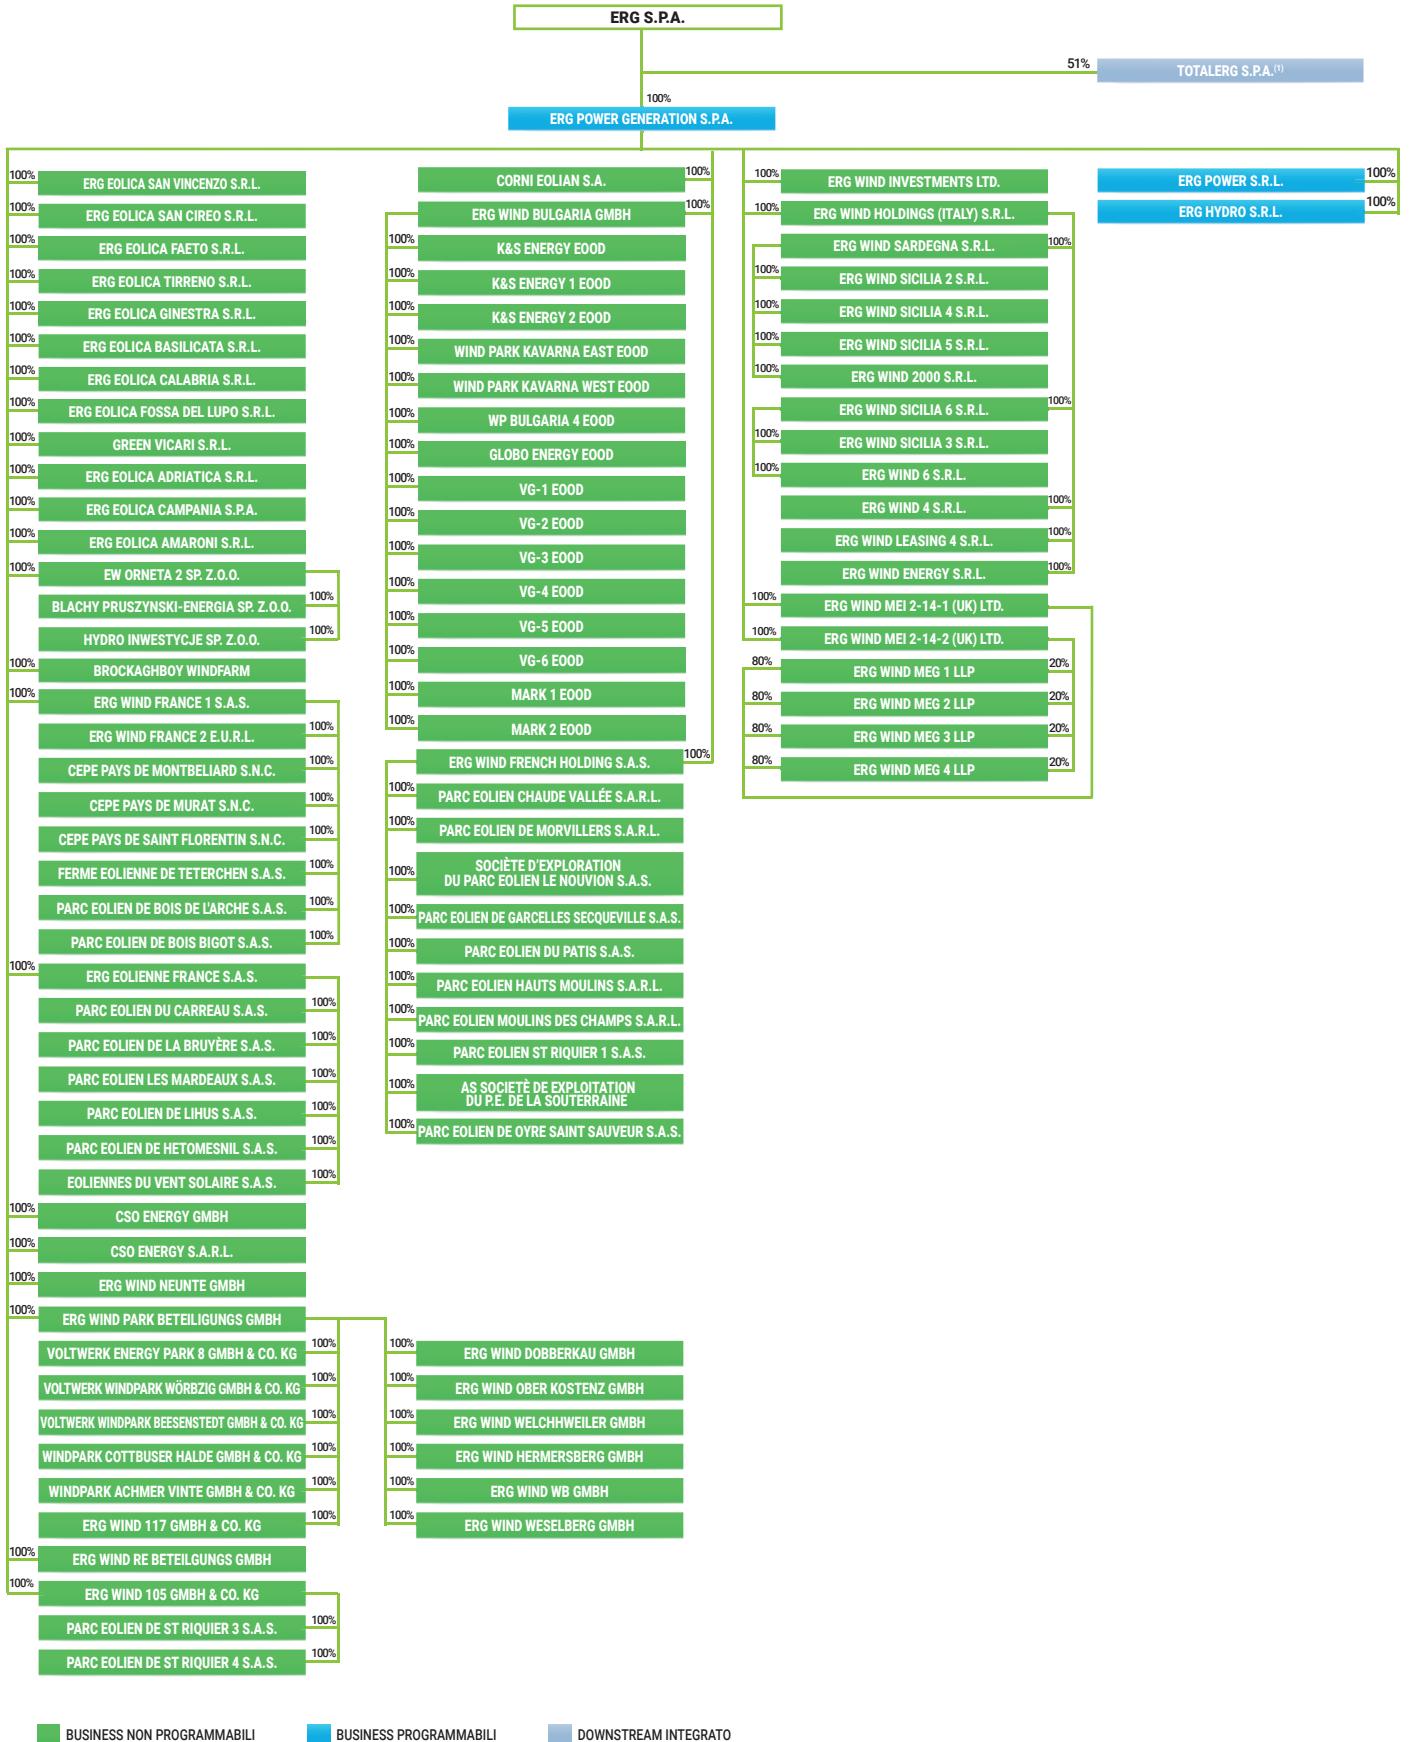 ERG S.P.A.
51%
TOTALERG S.P.A.(1)
100%
ERG POWER GENERATION S.P.A.
100%
ERG EOLICA SAN VINCENZO S.R.L.
100%
ERG EOLICA SAN CIREO S.R.L.
100%
ERG EOLICA FAETO S.R.L.
100%
ERG EOLICA TIRRENO S.R.L.
100%
ERG EOLICA GINESTRA S.R.L.
100%
ERG EOLICA BASILICATA S.R.L.
100%
ERG EOLICA CALABRIA S.R.L.
100%
ERG EOLICA FOSSA DEL LUPO S.R.L.
100%
GREEN VICARI S.R.L.
100%
ERG EOLICA ADRIATICA S.R.L.
100%
ERG EOLICA CAMPANIA S.P.A.
100%
ERG EOLICA AMARONI S.R.L.
100%
EW ORNETA 2 SP. Z.O.O.
BLACHY PRUSZYNSKI-ENERGIA SP. Z.O.O.
100%
HYDRO INWESTYCJE SP. Z.O.O.
100%
100%
BROCKAGHBOY WINDFARM
100%
ERG WIND FRANCE 1 S.A.S.
ERG WIND FRANCE 2 E.U.R.L.
100%
CEPE PAYS DE MONTBELIARD S.N.C.
100%
CEPE PAYS DE MURAT S.N.C.
100%
CEPE PAYS DE SAINT FLORENTIN S.N.C.
100%
FERME EOLIENNE DE TETERCHEN S.A.S.
100%
PARC EOLIEN DE BOIS DE L'ARCHE S.A.S.
100%
PARC EOLIEN DE BOIS BIGOT S.A.S.
100%
100%
ERG EOLIENNE FRANCE S.A.S.
PARC EOLIEN DU CARREAU S.A.S.
100%
PARC EOLIEN DE LA BRUYÈRE S.A.S.
100%
PARC EOLIEN LES MARDEAUX S.A.S.
100%
PARC EOLIEN DE LIHUS S.A.S.
100%
PARC EOLIEN DE HETOMESNIL S.A.S.
100%
EOLIENNES DU VENT SOLAIRE S.A.S.
100%
100%
CSO ENERGY GMBH
100%
CSO ENERGY S.A.R.L.
100%
ERG WIND NEUNTE GMBH
100%
ERG WIND PARK BETEILIGUNGS GMBH
VOLTWERK ENERGY PARK 8 GMBH & CO. KG
100%
VOLTWERK WINDPARK WÖRBZIG GMBH & CO. KG
100%
VOLTWERK WINDPARK BEESENSTEDT GMBH & CO. KG
100%
WINDPARK COTTBUSER HALDE GMBH & CO. KG
100%
WINDPARK ACHMER VINTE GMBH & CO. KG
100%
ERG WIND 117 GMBH & CO. KG
100%
100%
ERG WIND RE BETEILGUNGS GMBH
100%
ERG WIND 105 GMBH & CO. KG
PARC EOLIEN DE ST RIQUIER 3 S.A.S.
100%
PARC EOLIEN DE ST RIQUIER 4 S.A.S.
100%
CORNI EOLIAN S.A.
100%
ERG WIND BULGARIA GMBH
100%
100%
K&S ENERGY EOOD
100%
K&S ENERGY 1 EOOD
100%
K&S ENERGY 2 EOOD
100%
WIND PARK KAVARNA EAST EOOD
100%
WIND PARK KAVARNA WEST EOOD
100%
WP BULGARIA 4 EOOD
100%
GLOBO ENERGY EOOD
100%
VG-1 EOOD
100%
VG-2 EOOD
100%
VG-3 EOOD
100%
VG-4 EOOD
100%
VG-5 EOOD
100%
VG-6 EOOD
100%
MARK 1 EOOD
100%
MARK 2 EOOD
ERG WIND FRENCH HOLDING S.A.S.
100%
100%
PARC EOLIEN CHAUDE VALLÉE S.A.R.L.
100%
PARC EOLIEN DE MORVILLERS S.A.R.L.
100%
SOCIÈTE D'EXPLORATION
DU PARC EOLIEN LE NOUVION S.A.S.
100%
PARC EOLIEN DE GARCELLES SECQUEVILLE S.A.S.
100%
PARC EOLIEN DU PATIS S.A.S.
100%
PARC EOLIEN HAUTS MOULINS S.A.R.L.
100%
PARC EOLIEN MOULINS DES CHAMPS S.A.R.L.
100%
PARC EOLIEN ST RIQUIER 1 S.A.S.
100%
AS SOCIETÈ DE EXPLOITATION
DU P.E. DE LA SOUTERRAINE
100%
PARC EOLIEN DE OYRE SAINT SAUVEUR S.A.S.
100%
ERG WIND DOBBERKAU GMBH
100%
ERG WIND OBER KOSTENZ GMBH
100%
ERG WIND WELCHHWEILER GMBH
100%
ERG WIND HERMERSBERG GMBH
100%
ERG WIND WB GMBH
100%
ERG WIND WESELBERG GMBH
100%
ERG WIND INVESTMENTS LTD.
100%
ERG WIND HOLDINGS (ITALY) S.R.L.
ERG WIND SARDEGNA S.R.L.
100%
100%
ERG WIND SICILIA 2 S.R.L.
100%
ERG WIND SICILIA 4 S.R.L.
100%
ERG WIND SICILIA 5 S.R.L.
100%
ERG WIND 2000 S.R.L.
ERG WIND SICILIA 6 S.R.L.
100%
100%
ERG WIND SICILIA 3 S.R.L.
100%
ERG WIND 6 S.R.L.
ERG WIND 4 S.R.L.
100%
ERG WIND LEASING 4 S.R.L.
100%
ERG WIND ENERGY S.R.L.
100%
100%
ERG WIND MEI 2-14-1 (UK) LTD.
100%
ERG WIND MEI 2-14-2 (UK) LTD.
80%
ERG WIND MEG 1 LLP
20%
80%
ERG WIND MEG 2 LLP
20%
80%
ERG WIND MEG 3 LLP
20%
80%
ERG WIND MEG 4 LLP
20%
ERG POWER S.R.L.
100%
ERG HYDRO S.R.L.
100%
BUSINESS NON PROGRAMMABILI
BUSINESS PROGRAMMABILI
DOWNSTREAM INTEGRATO